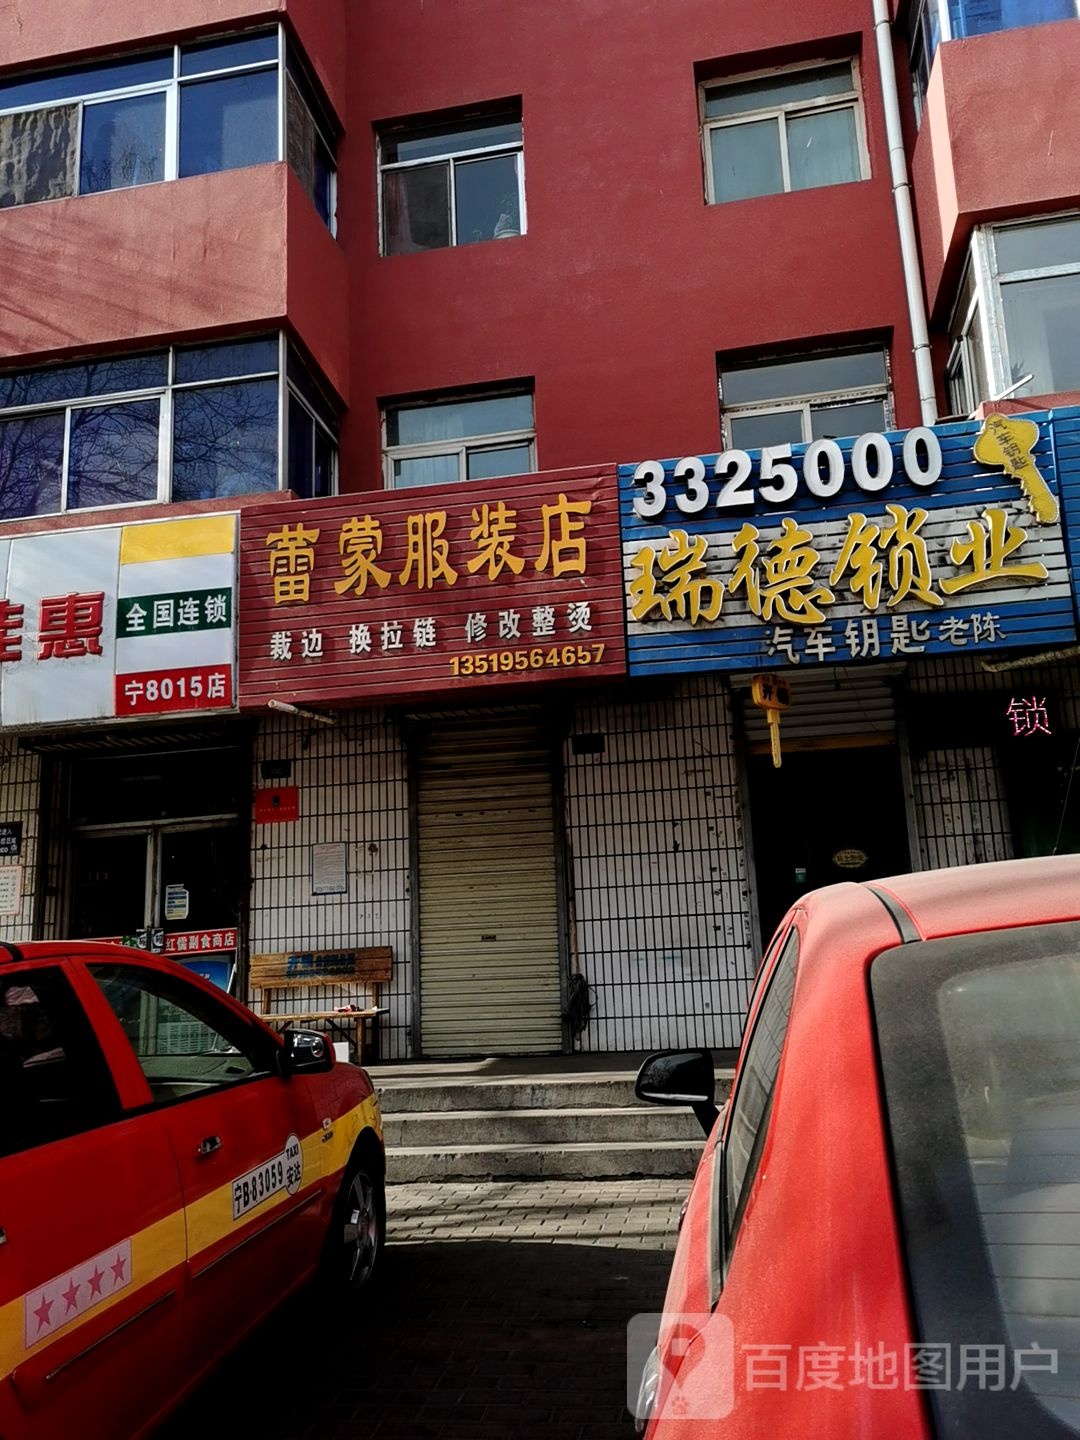 3325000
瑞德锁业
汽车钥匙 老陈
蕾蒙服装店
裁边 换拉链 修改整烫
13519564657
佳惠
全国连锁
宁8015店
锁
红儒副食商店
宁B·83059
TAXI
安达
百度地图用户